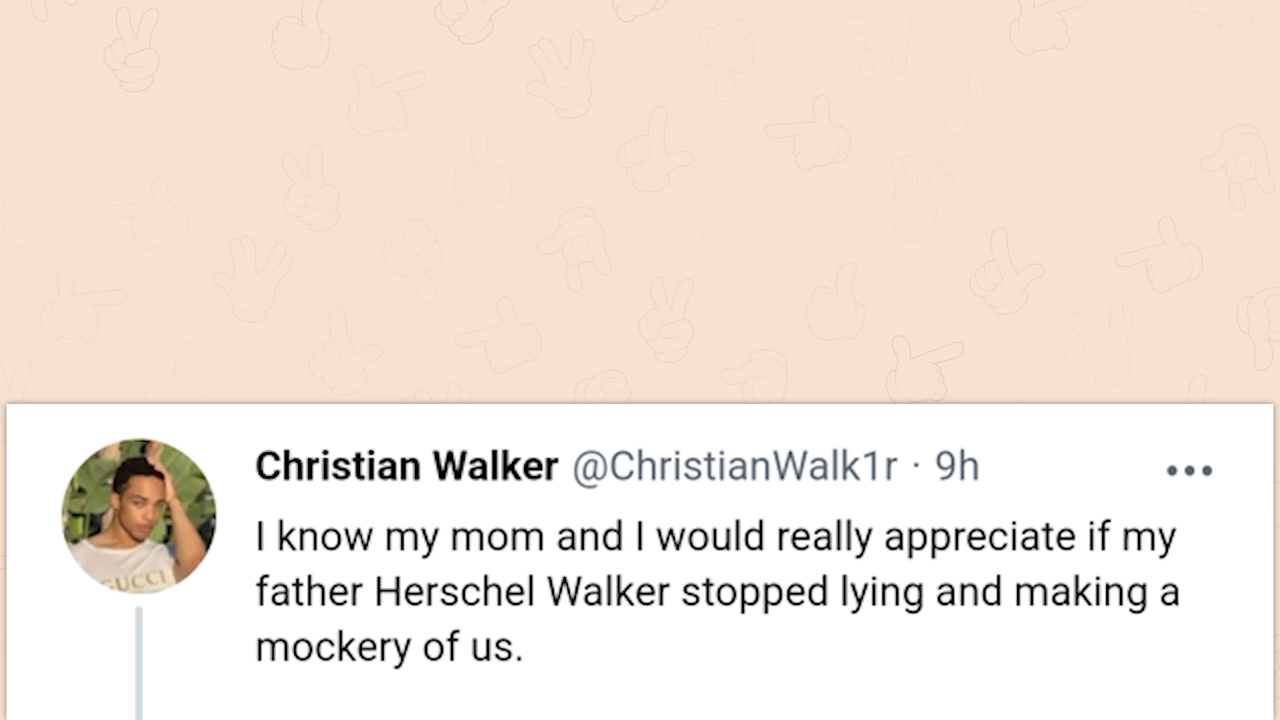 Christian Walker @ChristianWalk1r · 9h
I know my mom and I would really appreciate if my
father Herschel Walker stopped lying and making a
mockery of us.
GUCCI